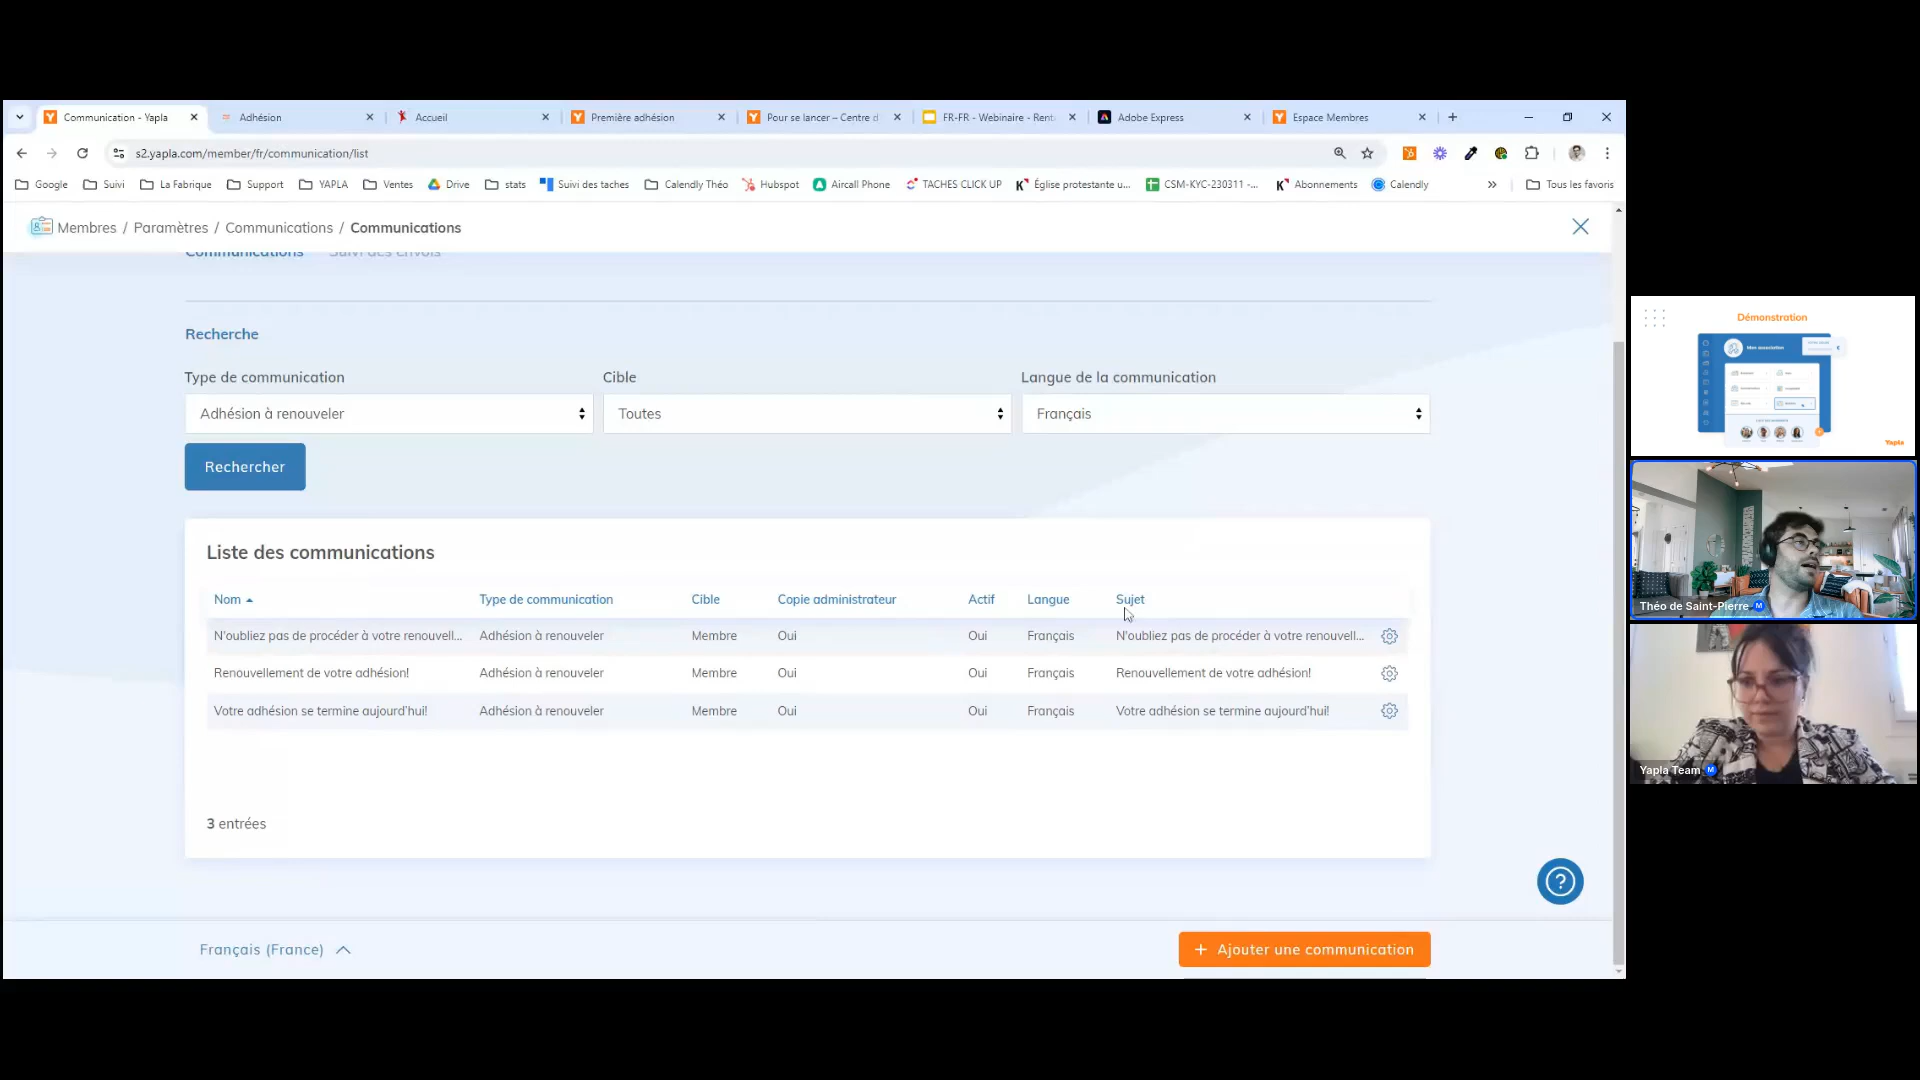 Communication - Yapla
Adhésion
Accueil
Première adhésion
Pour se lancer – Centre d
FR-FR - Webinaire - Rent
Adobe Express
Espace Membres
s2.yapla.com/member/fr/communication/list
Google
Suivi
La Fabrique
Support
YAPLA
Ventes
Drive
stats
Suivi des taches
Calendly Théo
Hubspot
Aircall Phone
TACHES CLICK UP
Église protestante u...
CSM-KYC-230311 -...
Abonnements
Calendly
Tous les favoris
Membres / Paramètres / Communications / Communications
Communications Suivi des envois
Recherche
Type de communication Cible Langue de la communication
Adhésion à renouveler Toutes Français
Rechercher
Liste des communications
Nom Type de communication Cible Copie administrateur Actif Langue Sujet
N'oubliez pas de procéder à votre renouvell... Adhésion à renouveler Membre Oui Oui Français N'oubliez pas de procéder à votre renouvell...
Renouvellement de votre adhésion! Adhésion à renouveler Membre Oui Oui Français Renouvellement de votre adhésion!
Votre adhésion se termine aujourd'hui! Adhésion à renouveler Membre Oui Oui Français Votre adhésion se termine aujourd'hui!
3 entrées
?
Français (France)
+ Ajouter une communication
Démonstration
Mon association
Yapla
Théo de Saint-Pierre M
Yapla Team M